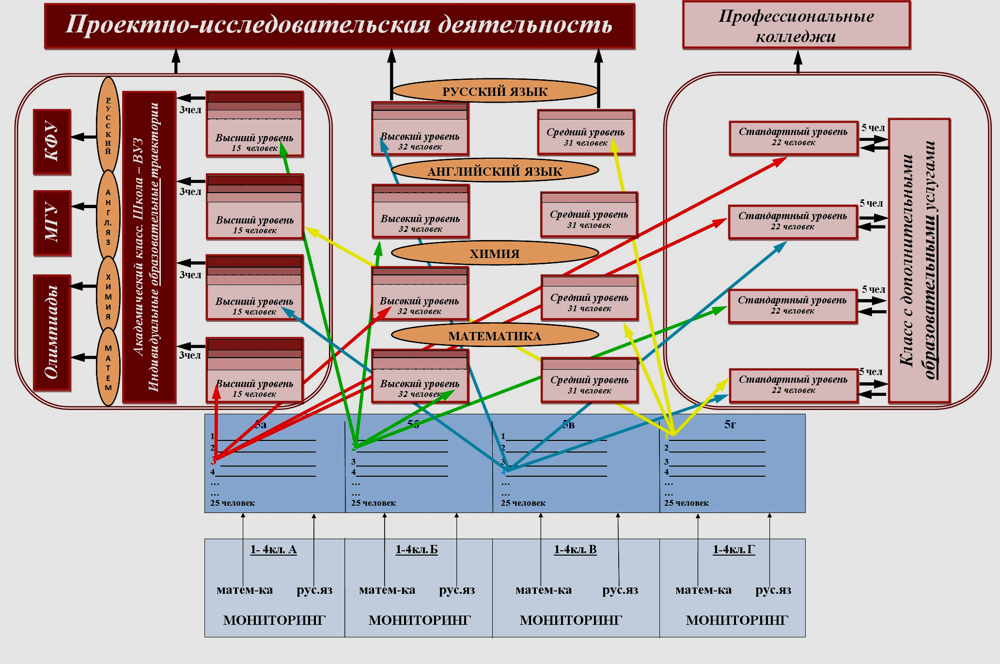 Проектно-исследовательская деятельность
Профессиональные
колледжи
КФУ
МГУ
Олимпиады
РУССКИЙ
АНГЛ.ЯЗ
ХИМИЯ
МАТЕМ
Академический класс. Школа – ВУЗ
Индивидуальные образовательные траектории
3чел
3чел
3чел
3чел
РУССКИЙ ЯЗЫК
Высший уровень
15 человек
Высокий уровень
32 человек
Средний уровень
31 человек
Стандартный уровень
22 человек
5 чел
АНГЛИЙСКИЙ ЯЗЫК
Высший уровень
15 человек
Высокий уровень
32 человек
Средний уровень
31 человек
Стандартный уровень
22 человек
5 чел
ХИМИЯ
Высший уровень
15 человек
Высокий уровень
32 человек
Средний уровень
31 человек
Стандартный уровень
22 человек
5 чел
МАТЕМАТИКА
Высший уровень
15 человек
Высокий уровень
32 человек
Средний уровень
31 человек
Стандартный уровень
22 человек
5 чел
Класс с дополнительными
образовательными услугами
5а
1
2
3
4
...
...
25 человек
5б
2
3
4
...
...
25 человек
5в
1
2
3
4
...
...
25 человек
5г
1
2
3
4
...
...
25 человек
1- 4кл. А
матем-ка рус.яз
МОНИТОРИНГ
1-4кл. Б
матем-ка рус.яз
МОНИТОРИНГ
1-4кл. В
матем-ка рус.яз
МОНИТОРИНГ
1-4кл. Г
матем-ка рус.яз
МОНИТОРИНГ